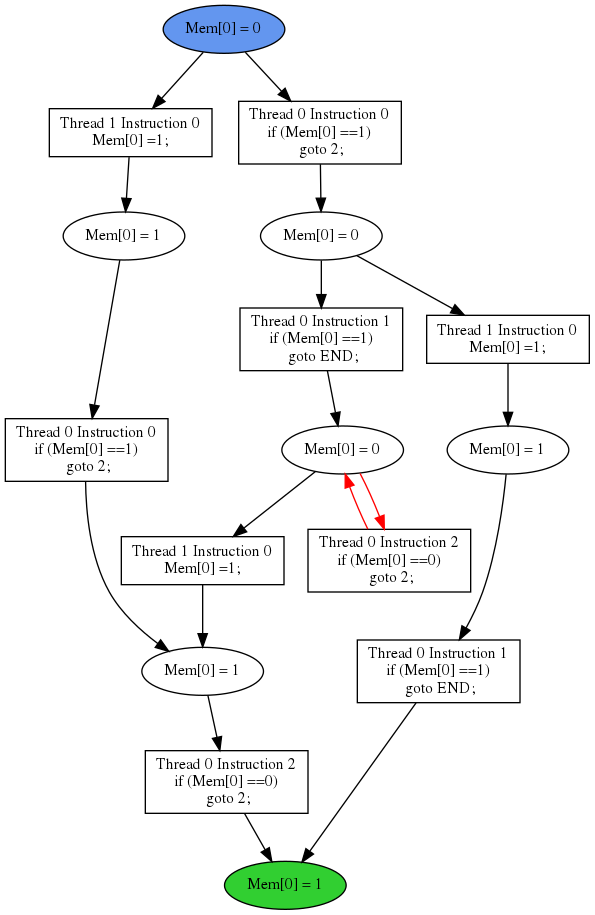 Mem[0] = 0
Thread 1 Instruction 0
Mem[0] =1;
Thread 0 Instruction 0
if (Mem[0] ==1)
goto 2;
Mem[0] = 1
Mem[0] = 0
Thread 0 Instruction 1
if (Mem[0] ==1)
goto END;
Thread 1 Instruction 0
Mem[0] =1;
Thread 0 Instruction 0
if (Mem[0] ==1)
goto 2;
Mem[0] = 0
Mem[0] = 1
Thread 1 Instruction 0
Mem[0] =1;
Thread 0 Instruction 2
if (Mem[0] ==0)
goto 2;
Mem[0] = 1
Thread 0 Instruction 1
if (Mem[0] ==1)
goto END;
Thread 0 Instruction 2
if (Mem[0] ==0)
goto 2;
Mem[0] = 1